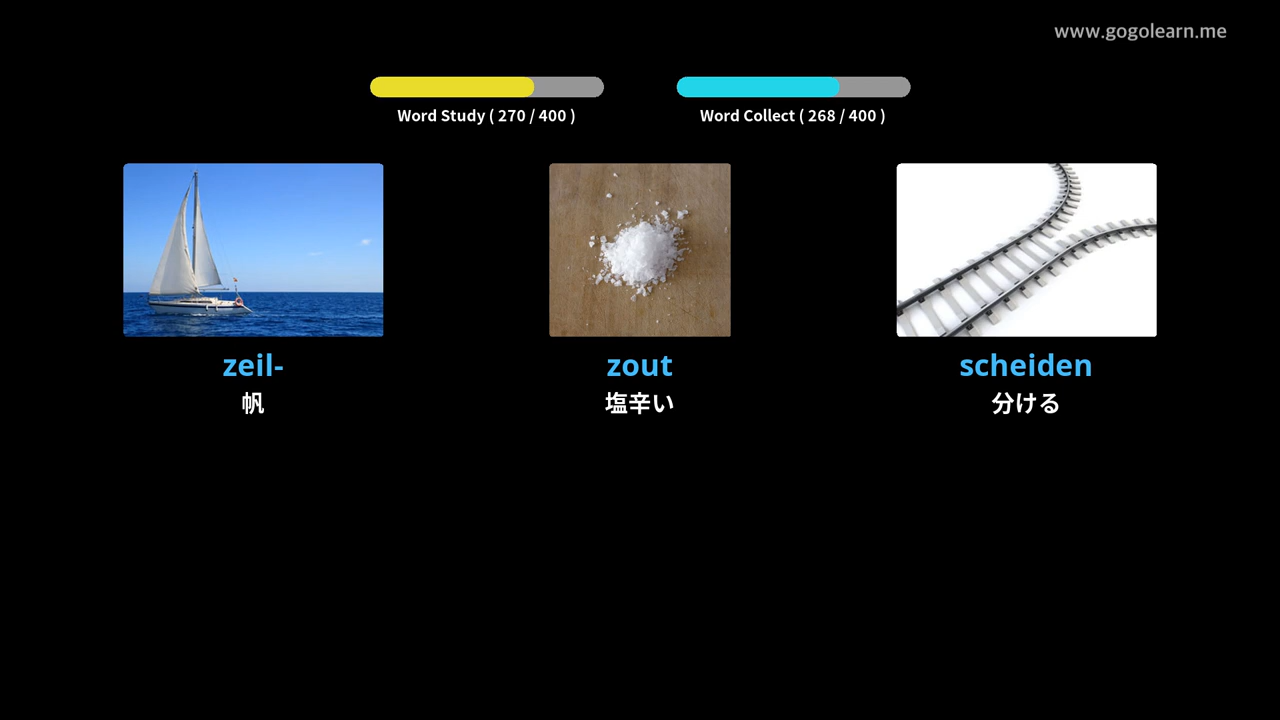 www.gogolearn.me
Word Study ( 270 / 400 )
Word Collect ( 268 / 400 )
zeil-
帆
zout
塩辛い
scheiden
分ける